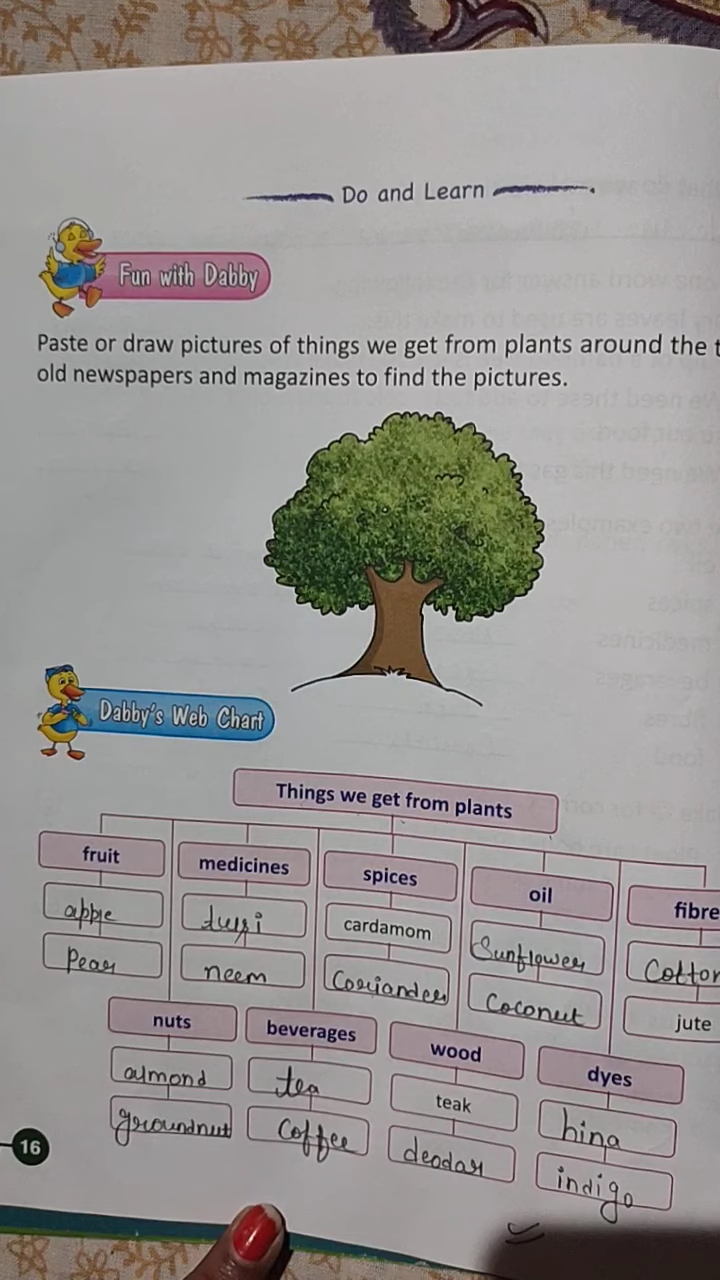 Do and Learn
Fun with Dabby
Paste or draw pictures of things we get from plants around the t
old newspapers and magazines to find the pictures.
Dabby's Web Chart
Things we get from plants
fruit medicines spices oil fibre
apple tulsi cardamom Sunflower Cotton
Pear neem Coriander Coconut jute
nuts beverages wood dyes
almond tea teak hina
groundnut Coffee deodar indigo
16